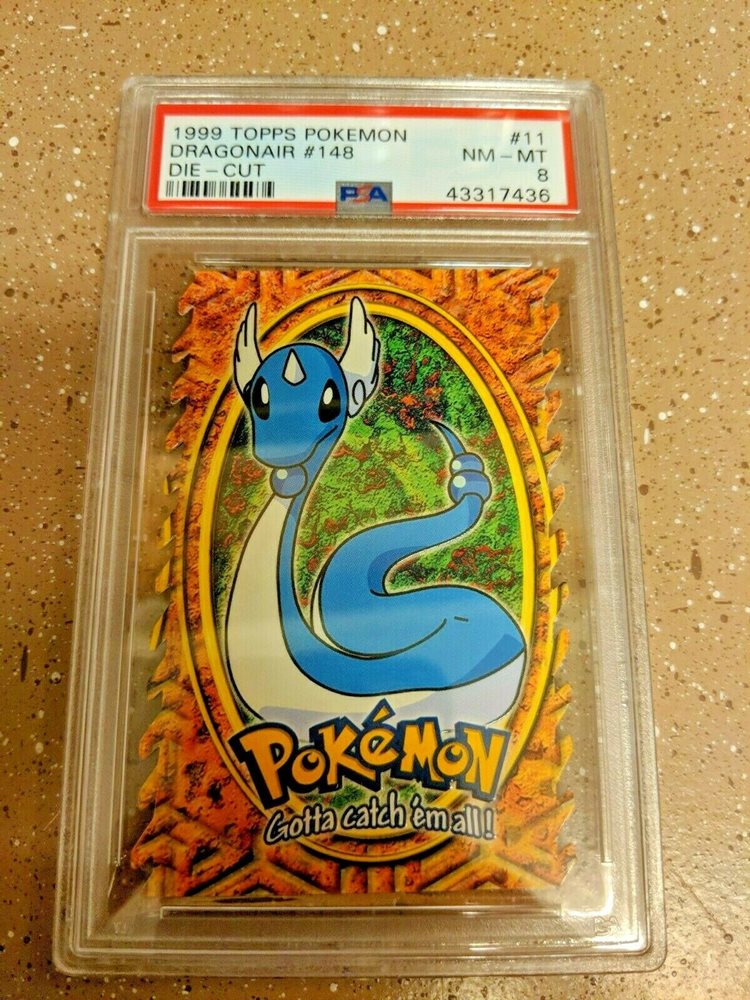 1999 TOPPS POKEMON #11
DRAGONAIR #148 NM-MT
DIE-CUT 8
PSA 43317436
POKéMON
Gotta catch 'em all!